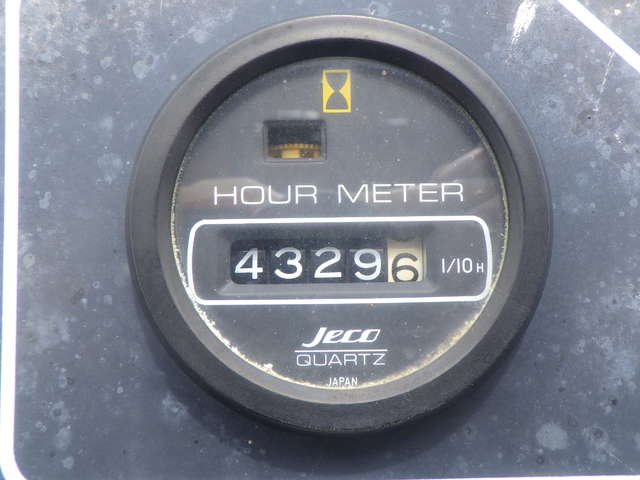 HOUR METER
43296 1/10H
Jeco
QUARTZ
JAPAN